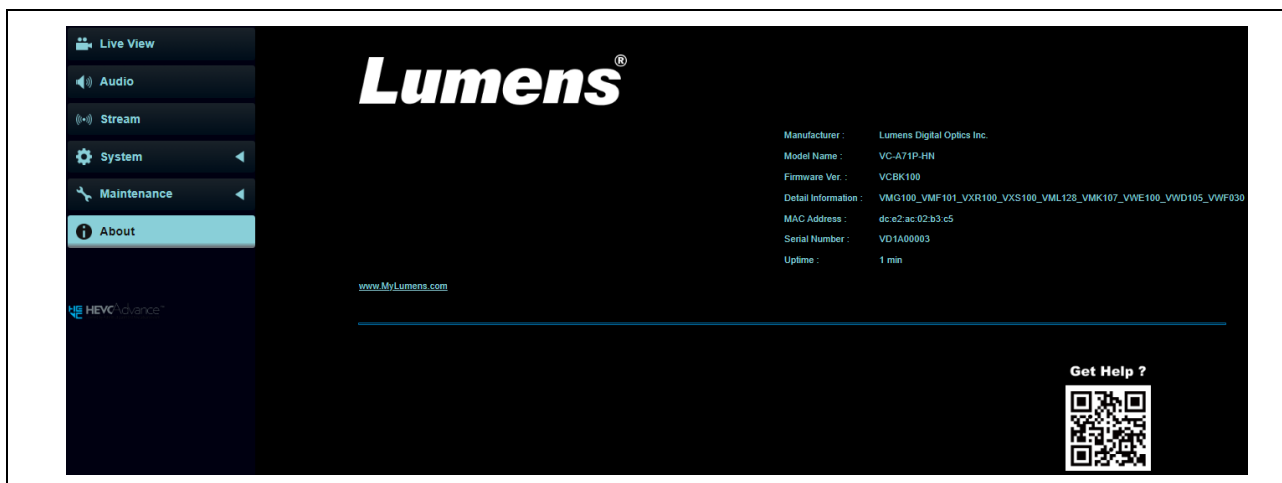 Live View
Audio
Stream
System
Maintenance
About
HEVC Advance™
Lumens®
Manufacturer : Lumens Digital Optics Inc.
Model Name : VC-A71P-HN
Firmware Ver. : VCBK100
Detail Information : VMG100_VMF101_VXR100_VXS100_VML128_VMK107_VWE100_VWD105_VWF030
MAC Address : dc:e2:ac:02:b3:c5
Serial Number : VD1A00003
Uptime : 1 min
www.MyLumens.com
Get Help ?